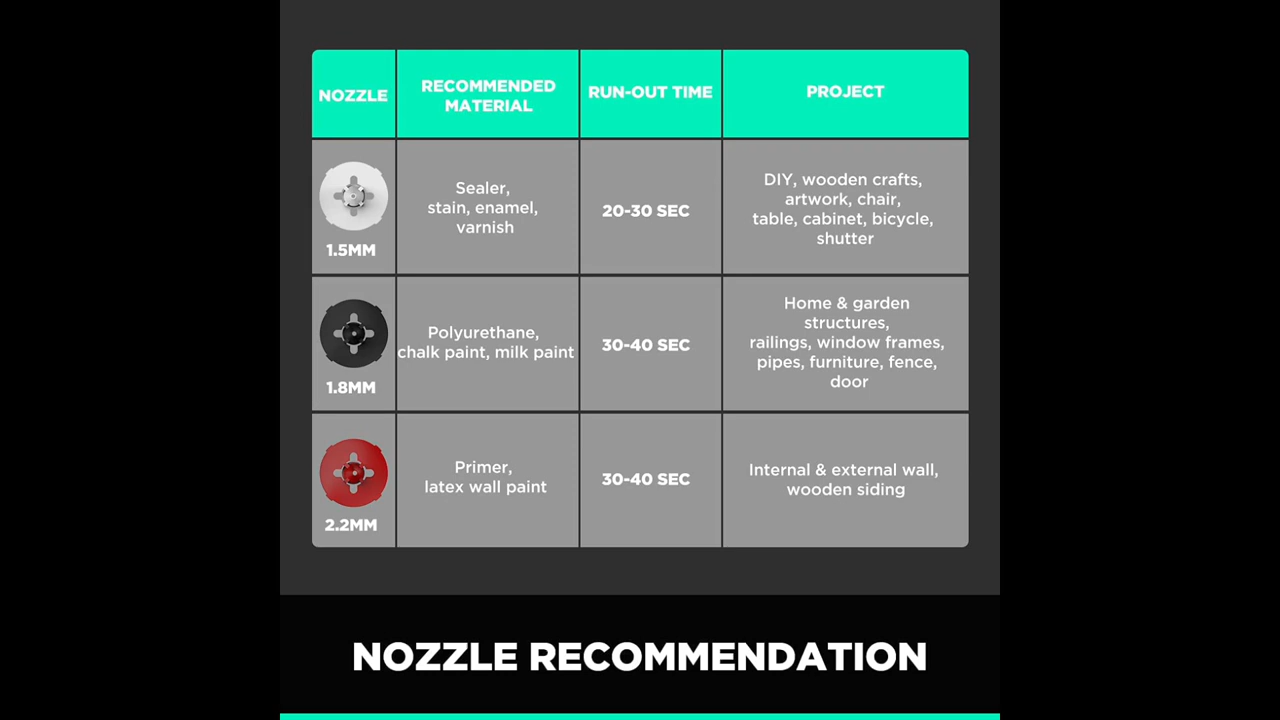 NOZZLE
RECOMMENDED
MATERIAL
RUN-OUT TIME
PROJECT
1.5MM
Sealer,
stain, enamel,
varnish
20-30 SEC
DIY, wooden crafts,
artwork, chair,
table, cabinet, bicycle,
shutter
1.8MM
Polyurethane,
chalk paint, milk paint
30-40 SEC
Home & garden
structures,
railings, window frames,
pipes, furniture, fence,
door
2.2MM
Primer,
latex wall paint
30-40 SEC
Internal & external wall,
wooden siding
NOZZLE RECOMMENDATION